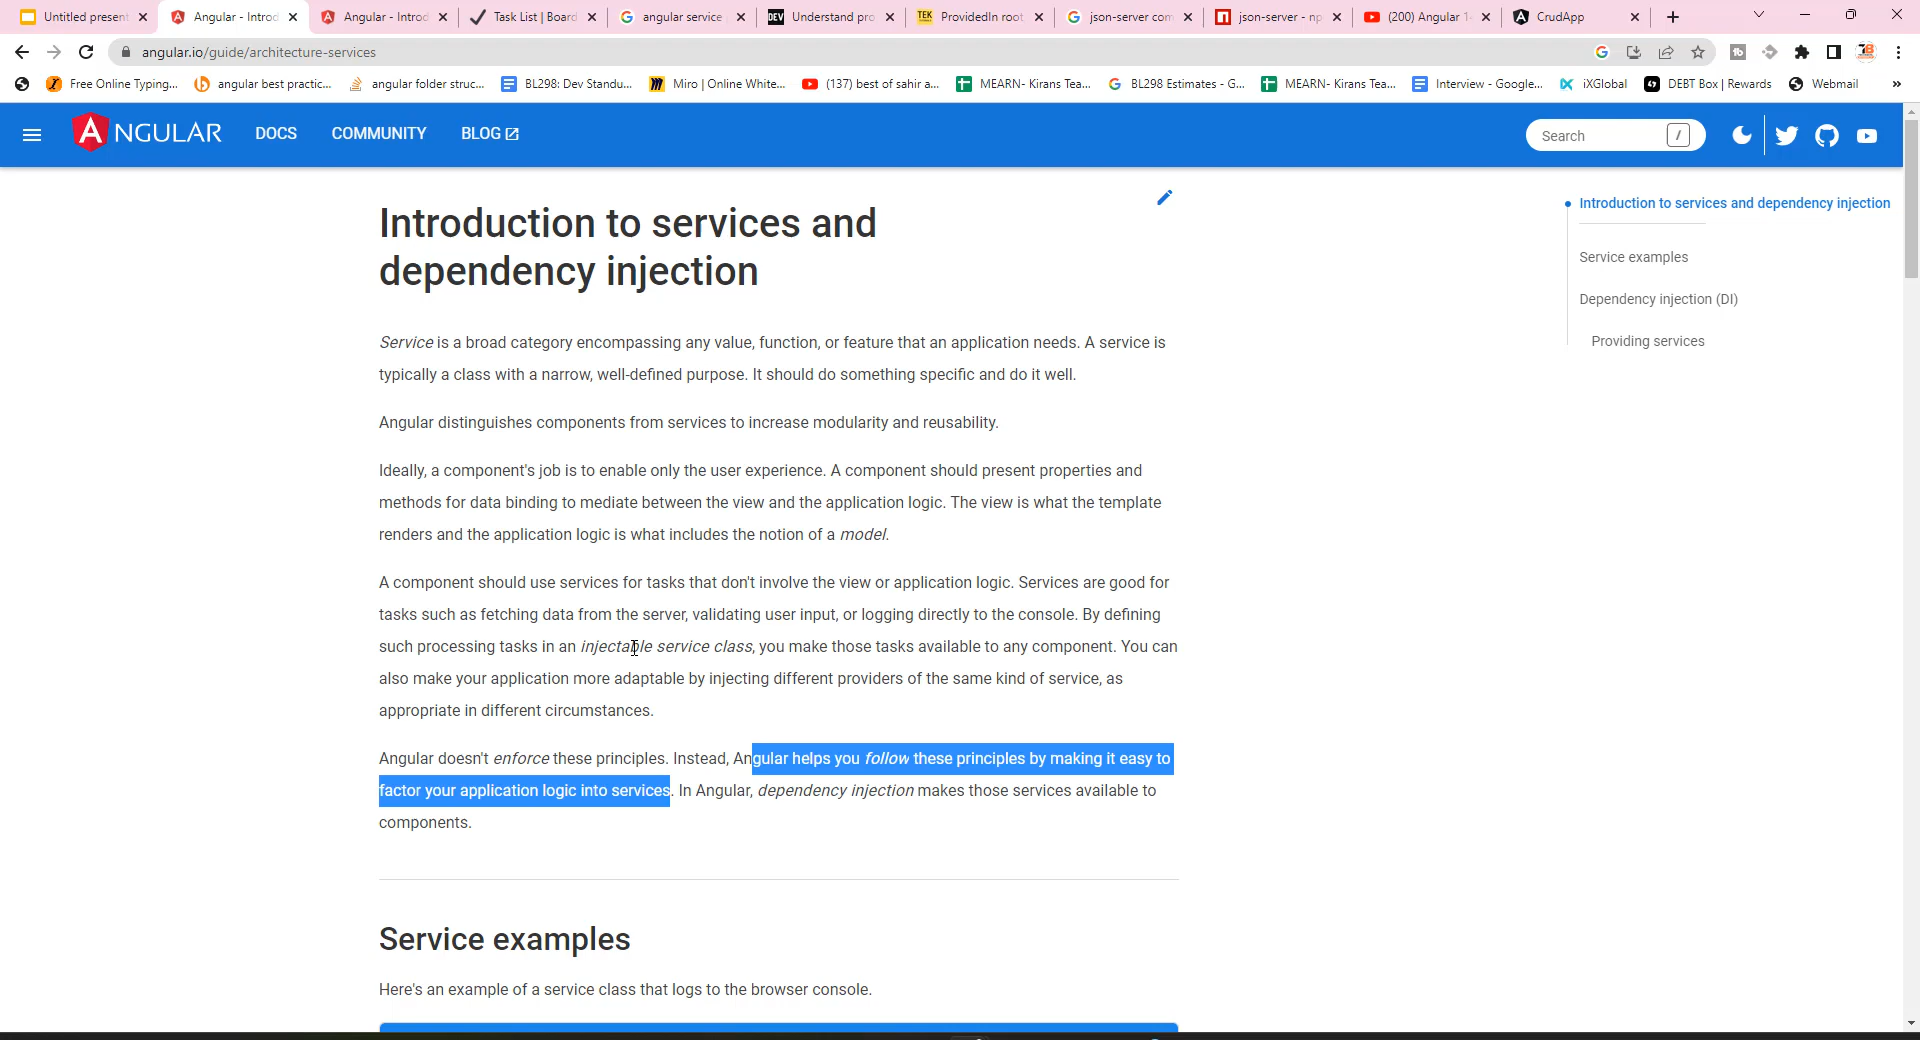 Untitled present
Angular - Introd
Angular - Introd
Task List | Board
angular service
DEV
Understand pro
TEK
ProvidedIn root
json-server com
json-server - np
(200) Angular 1
CrudApp
angular.io/guide/architecture-services
Free Online Typing...
angular best practic...
angular folder struc...
BL298: Dev Standu...
Miro | Online White...
(137) best of sahir a...
MEARN- Kirans Tea...
BL298 Estimates - G...
MEARN- Kirans Tea...
Interview - Google...
iXGlobal
DEBT Box | Rewards
Webmail
»
ANGULAR
DOCS
COMMUNITY
BLOG
Search
/
Introduction to services and
dependency injection
Service is a broad category encompassing any value, function, or feature that an application needs. A service is
typically a class with a narrow, well-defined purpose. It should do something specific and do it well.
Angular distinguishes components from services to increase modularity and reusability.
Ideally, a component's job is to enable only the user experience. A component should present properties and
methods for data binding to mediate between the view and the application logic. The view is what the template
renders and the application logic is what includes the notion of a model.
A component should use services for tasks that don't involve the view or application logic. Services are good for
tasks such as fetching data from the server, validating user input, or logging directly to the console. By defining
such processing tasks in an injectable service class, you make those tasks available to any component. You can
also make your application more adaptable by injecting different providers of the same kind of service, as
appropriate in different circumstances.
Angular doesn't enforce these principles. Instead, Angular helps you follow these principles by making it easy to
factor your application logic into services. In Angular, dependency injection makes those services available to
components.
Service examples
Here's an example of a service class that logs to the browser console.
Introduction to services and dependency injection
Service examples
Dependency injection (DI)
Providing services